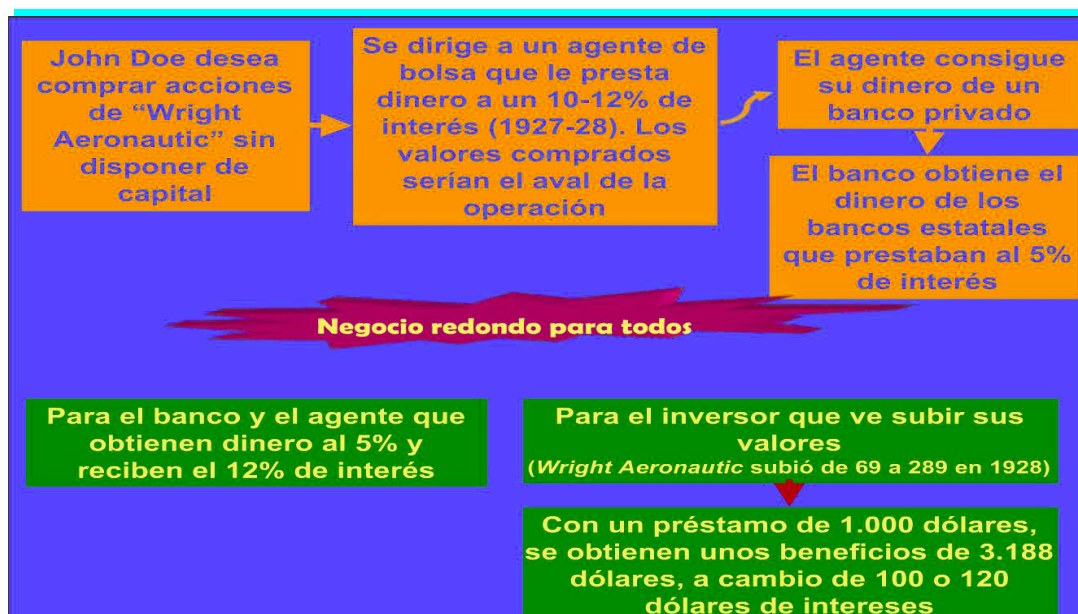 John Doe desea
comprar acciones
de “Wright
Aeronautic” sin
disponer de
capital
Se dirige a un agente de
bolsa que le presta
dinero a un 10-12% de
interés (1927-28). Los
valores comprados
serían el aval de la
operación
El agente consigue
su dinero de un
banco privado
El banco obtiene el
dinero de los
bancos estatales
que prestaban al 5%
de interés
Negocio redondo para todos
Para el banco y el agente que
obtienen dinero al 5% y
reciben el 12% de interés
Para el inversor que ve subir sus
valores
(Wright Aeronautic subió de 69 a 289 en 1928)
Con un préstamo de 1.000 dólares,
se obtienen unos beneficios de 3.188
dólares, a cambio de 100 o 120
dólares de intereses